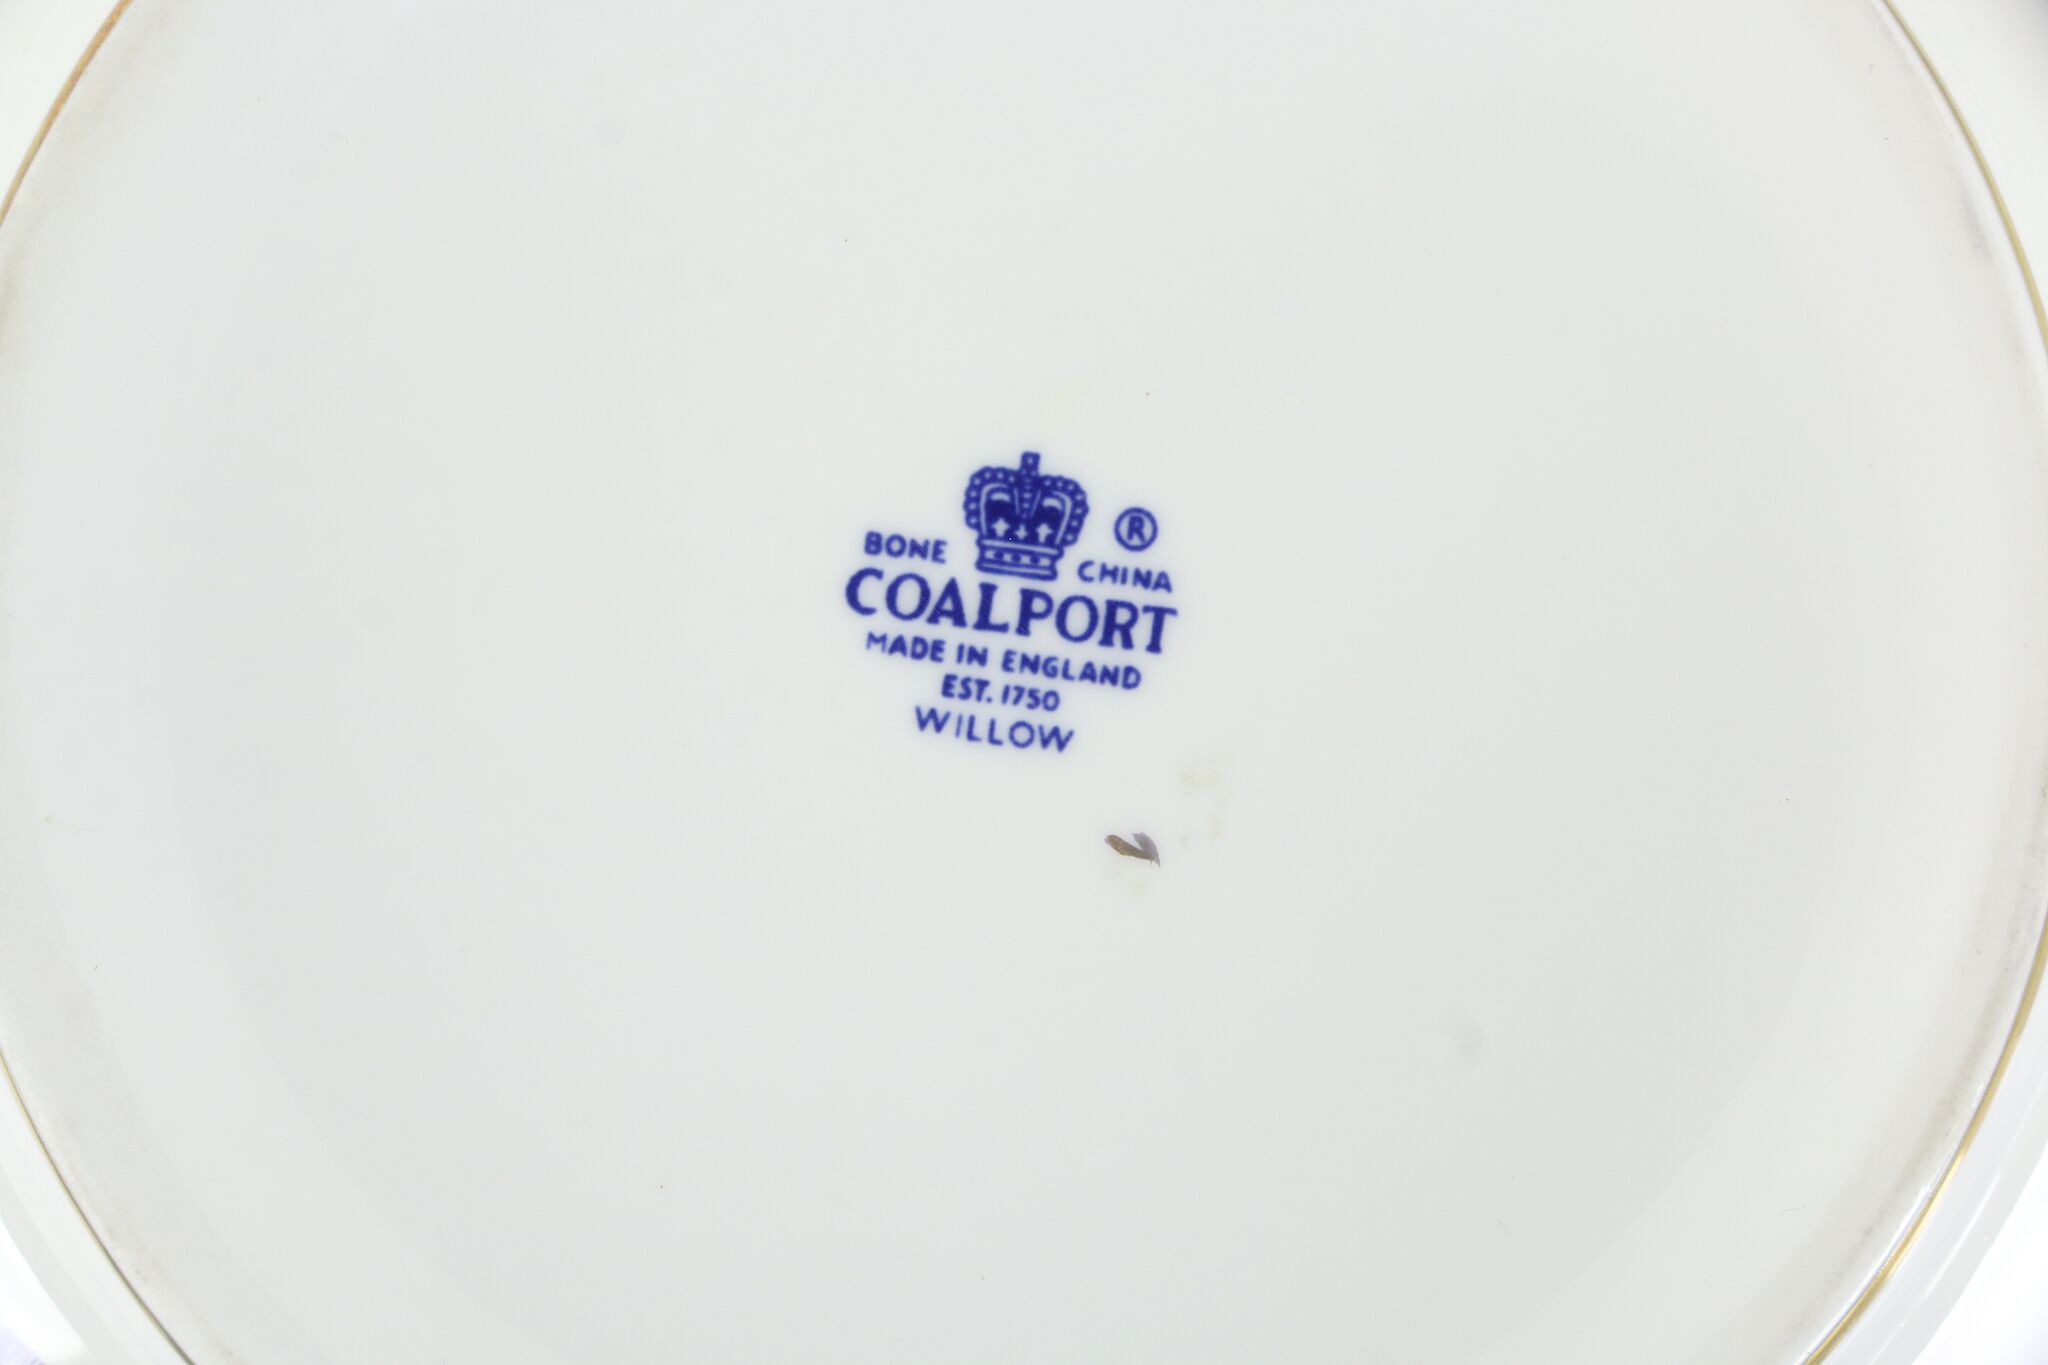 BONE CHINA ®
COALPORT
MADE IN ENGLAND
EST. 1750
WILLOW